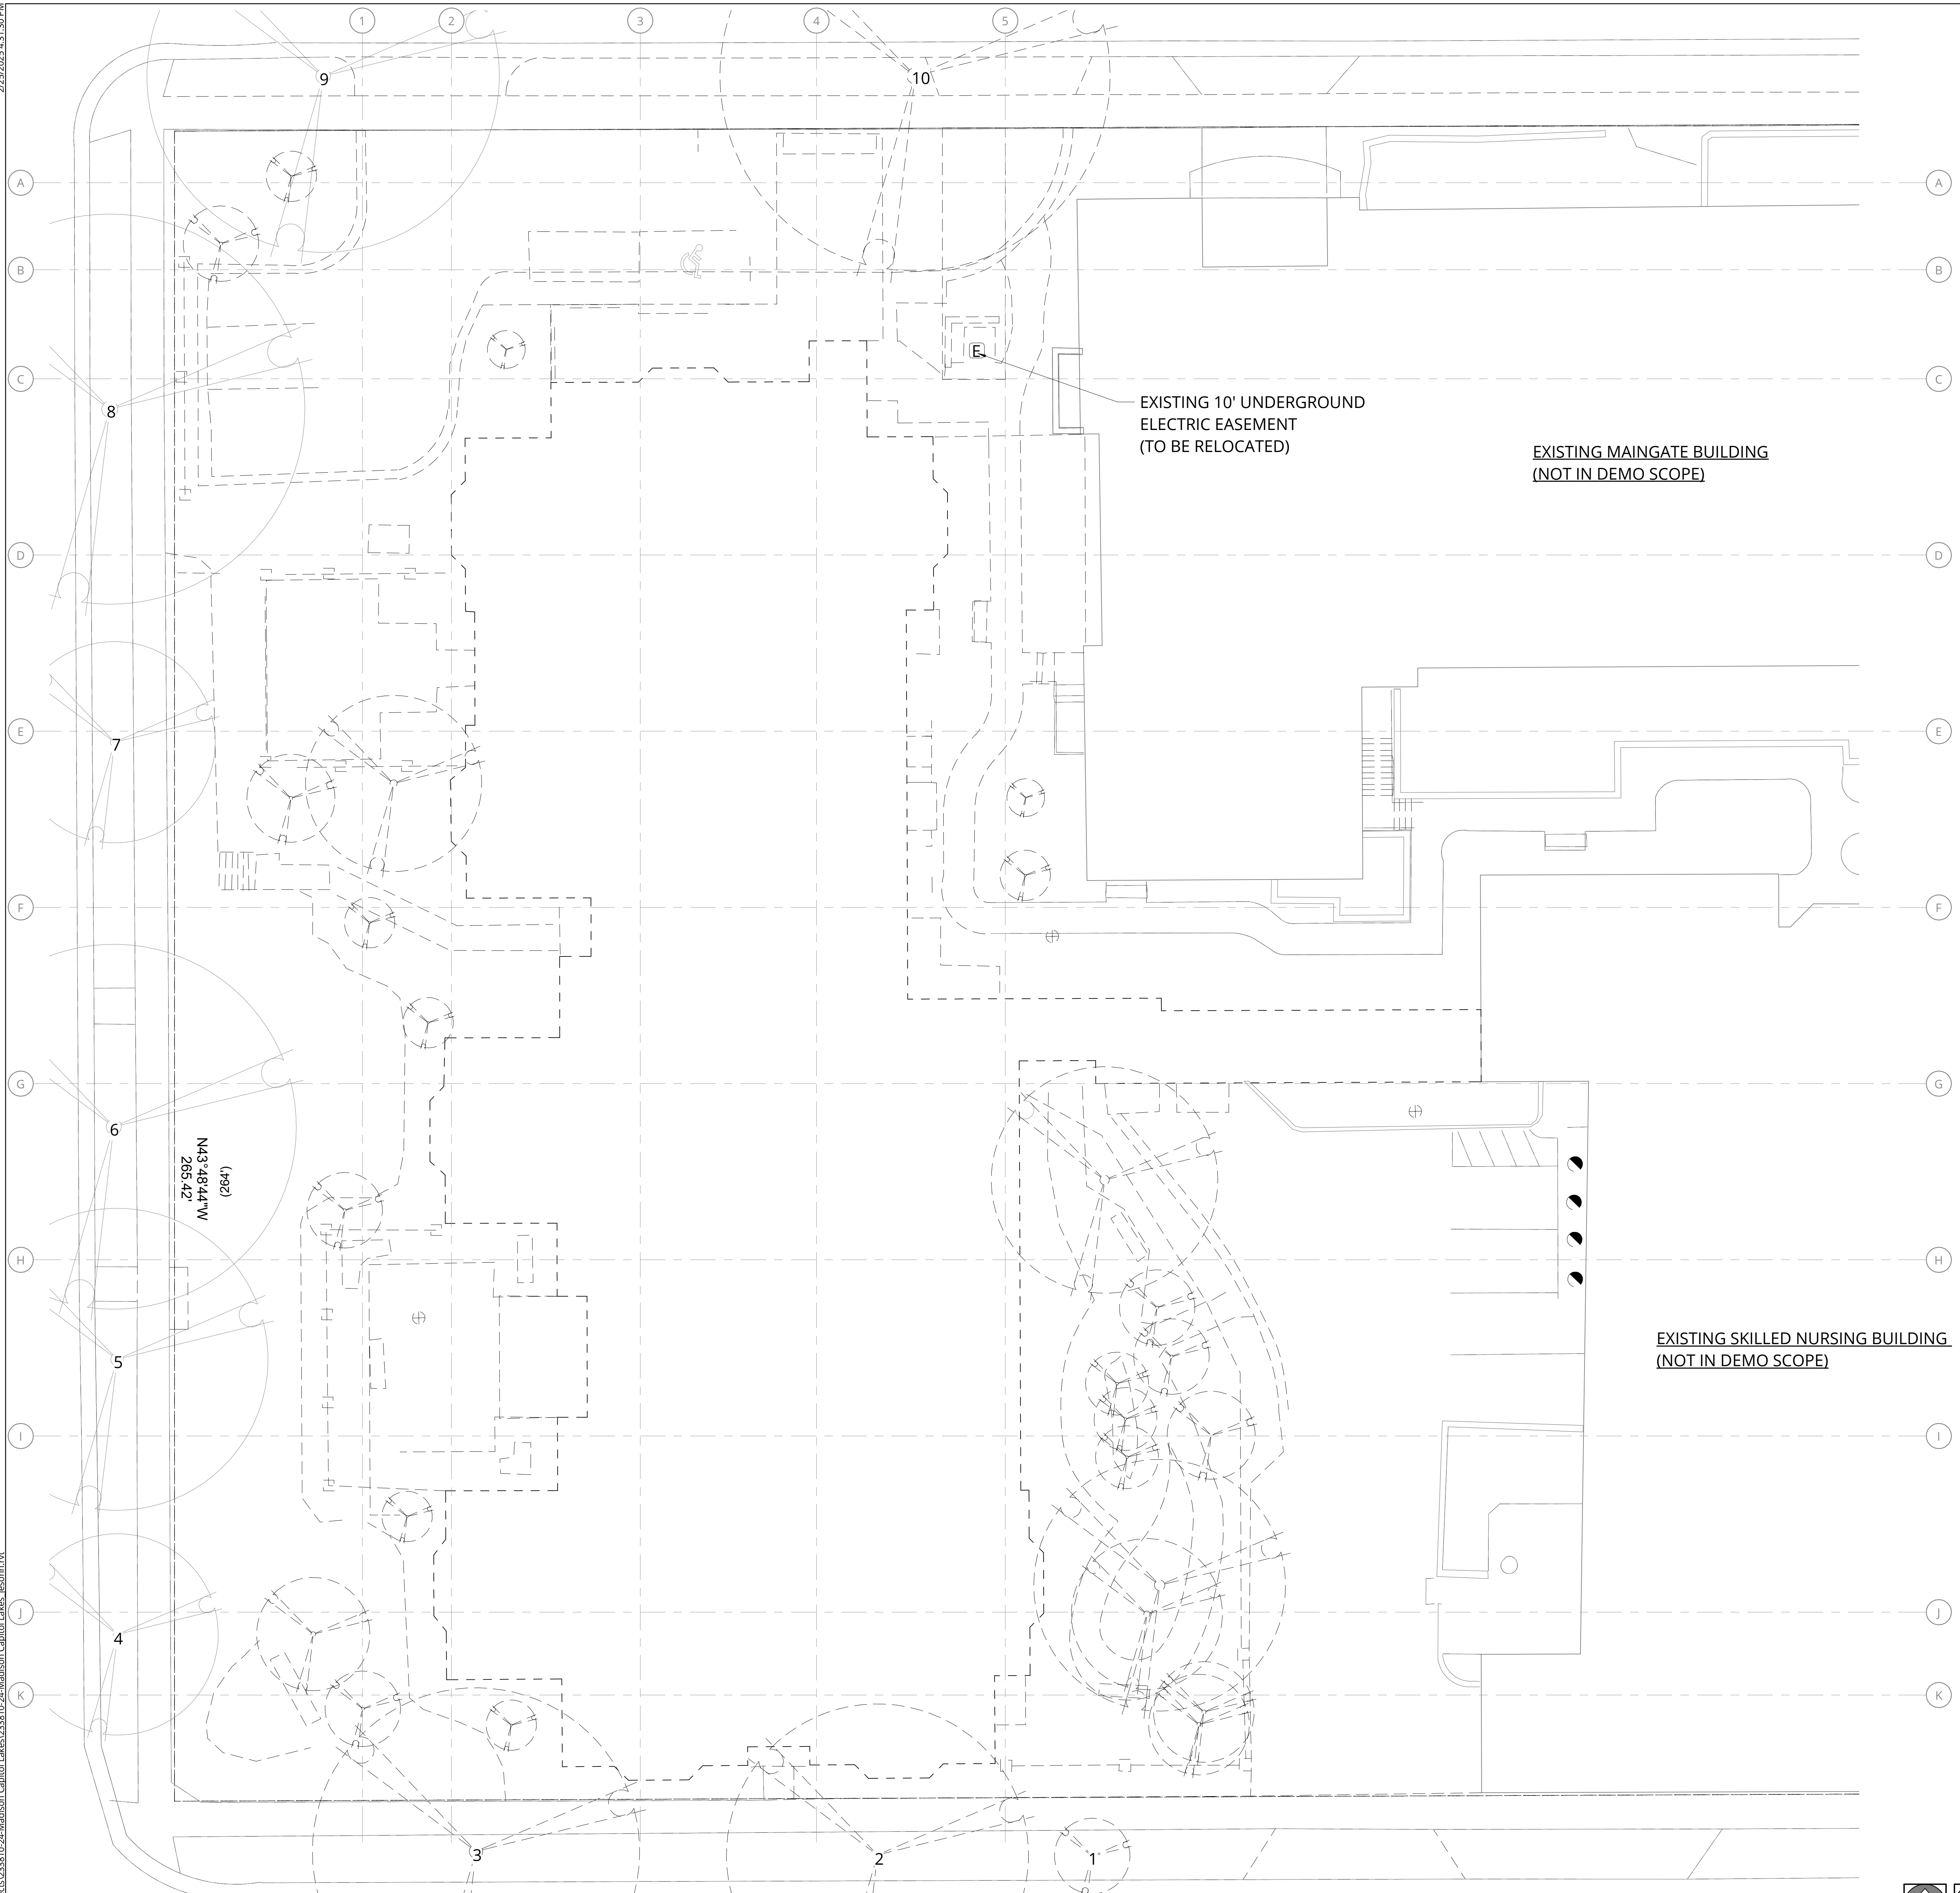 1 2 3 4 5
9
10
A A
B B
E
C C
8
EXISTING 10' UNDERGROUND
ELECTRIC EASEMENT
(TO BE RELOCATED)
EXISTING MAINGATE BUILDING
(NOT IN DEMO SCOPE)
D D
E E
7
F F
G G
6
N43°48'44"W
265.42'
(264')
H H
EXISTING SKILLED NURSING BUILDING
(NOT IN DEMO SCOPE)
5
I I
J J
4
K K
3
2
1